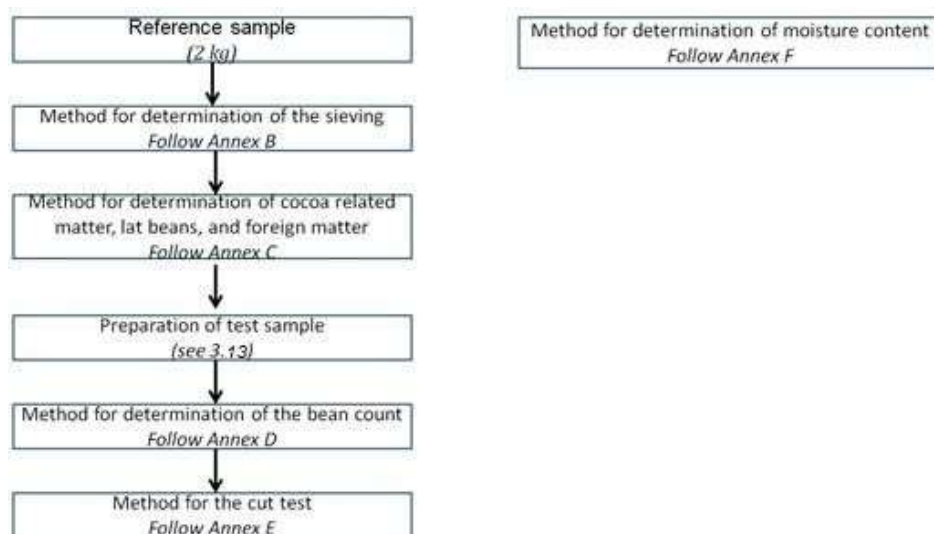 Reference sample
(2 kg)
Method for determination of the sieving
Follow Annex B
Method for determination of cocoa related
matter, lat beans, and foreign matter
Follow Annex C
Preparation of test sample
(see 3.13)
Method for determination of the bean count
Follow Annex D
Method for the cut test
Follow Annex E
Method for determination of moisture content
Follow Annex F